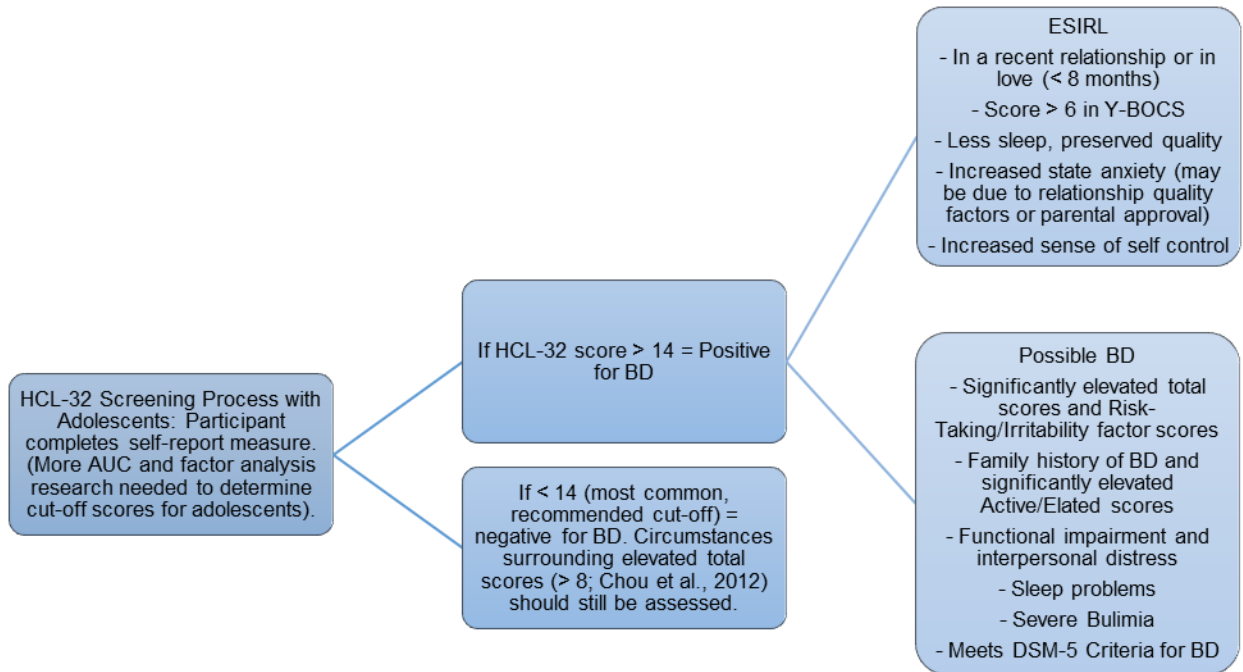 HCL-32 Screening Process with
Adolescents: Participant
completes self-report measure.
(More AUC and factor analysis
research needed to determine
cut-off scores for adolescents).
If HCL-32 score > 14 = Positive
for BD
If < 14 (most common,
recommended cut-off) =
negative for BD. Circumstances
surrounding elevated total
scores (> 8; Chou et al., 2012)
should still be assessed.
ESIRL
- In a recent relationship or in
love (< 8 months)
- Score > 6 in Y-BOCS
- Less sleep, preserved quality
- Increased state anxiety (may
be due to relationship quality
factors or parental approval)
- Increased sense of self control
Possible BD
- Significantly elevated total
scores and Risk-
Taking/Irritability factor scores
- Family history of BD and
significantly elevated
Active/Elated scores
- Functional impairment and
interpersonal distress
- Sleep problems
- Severe Bulimia
- Meets DSM-5 Criteria for BD